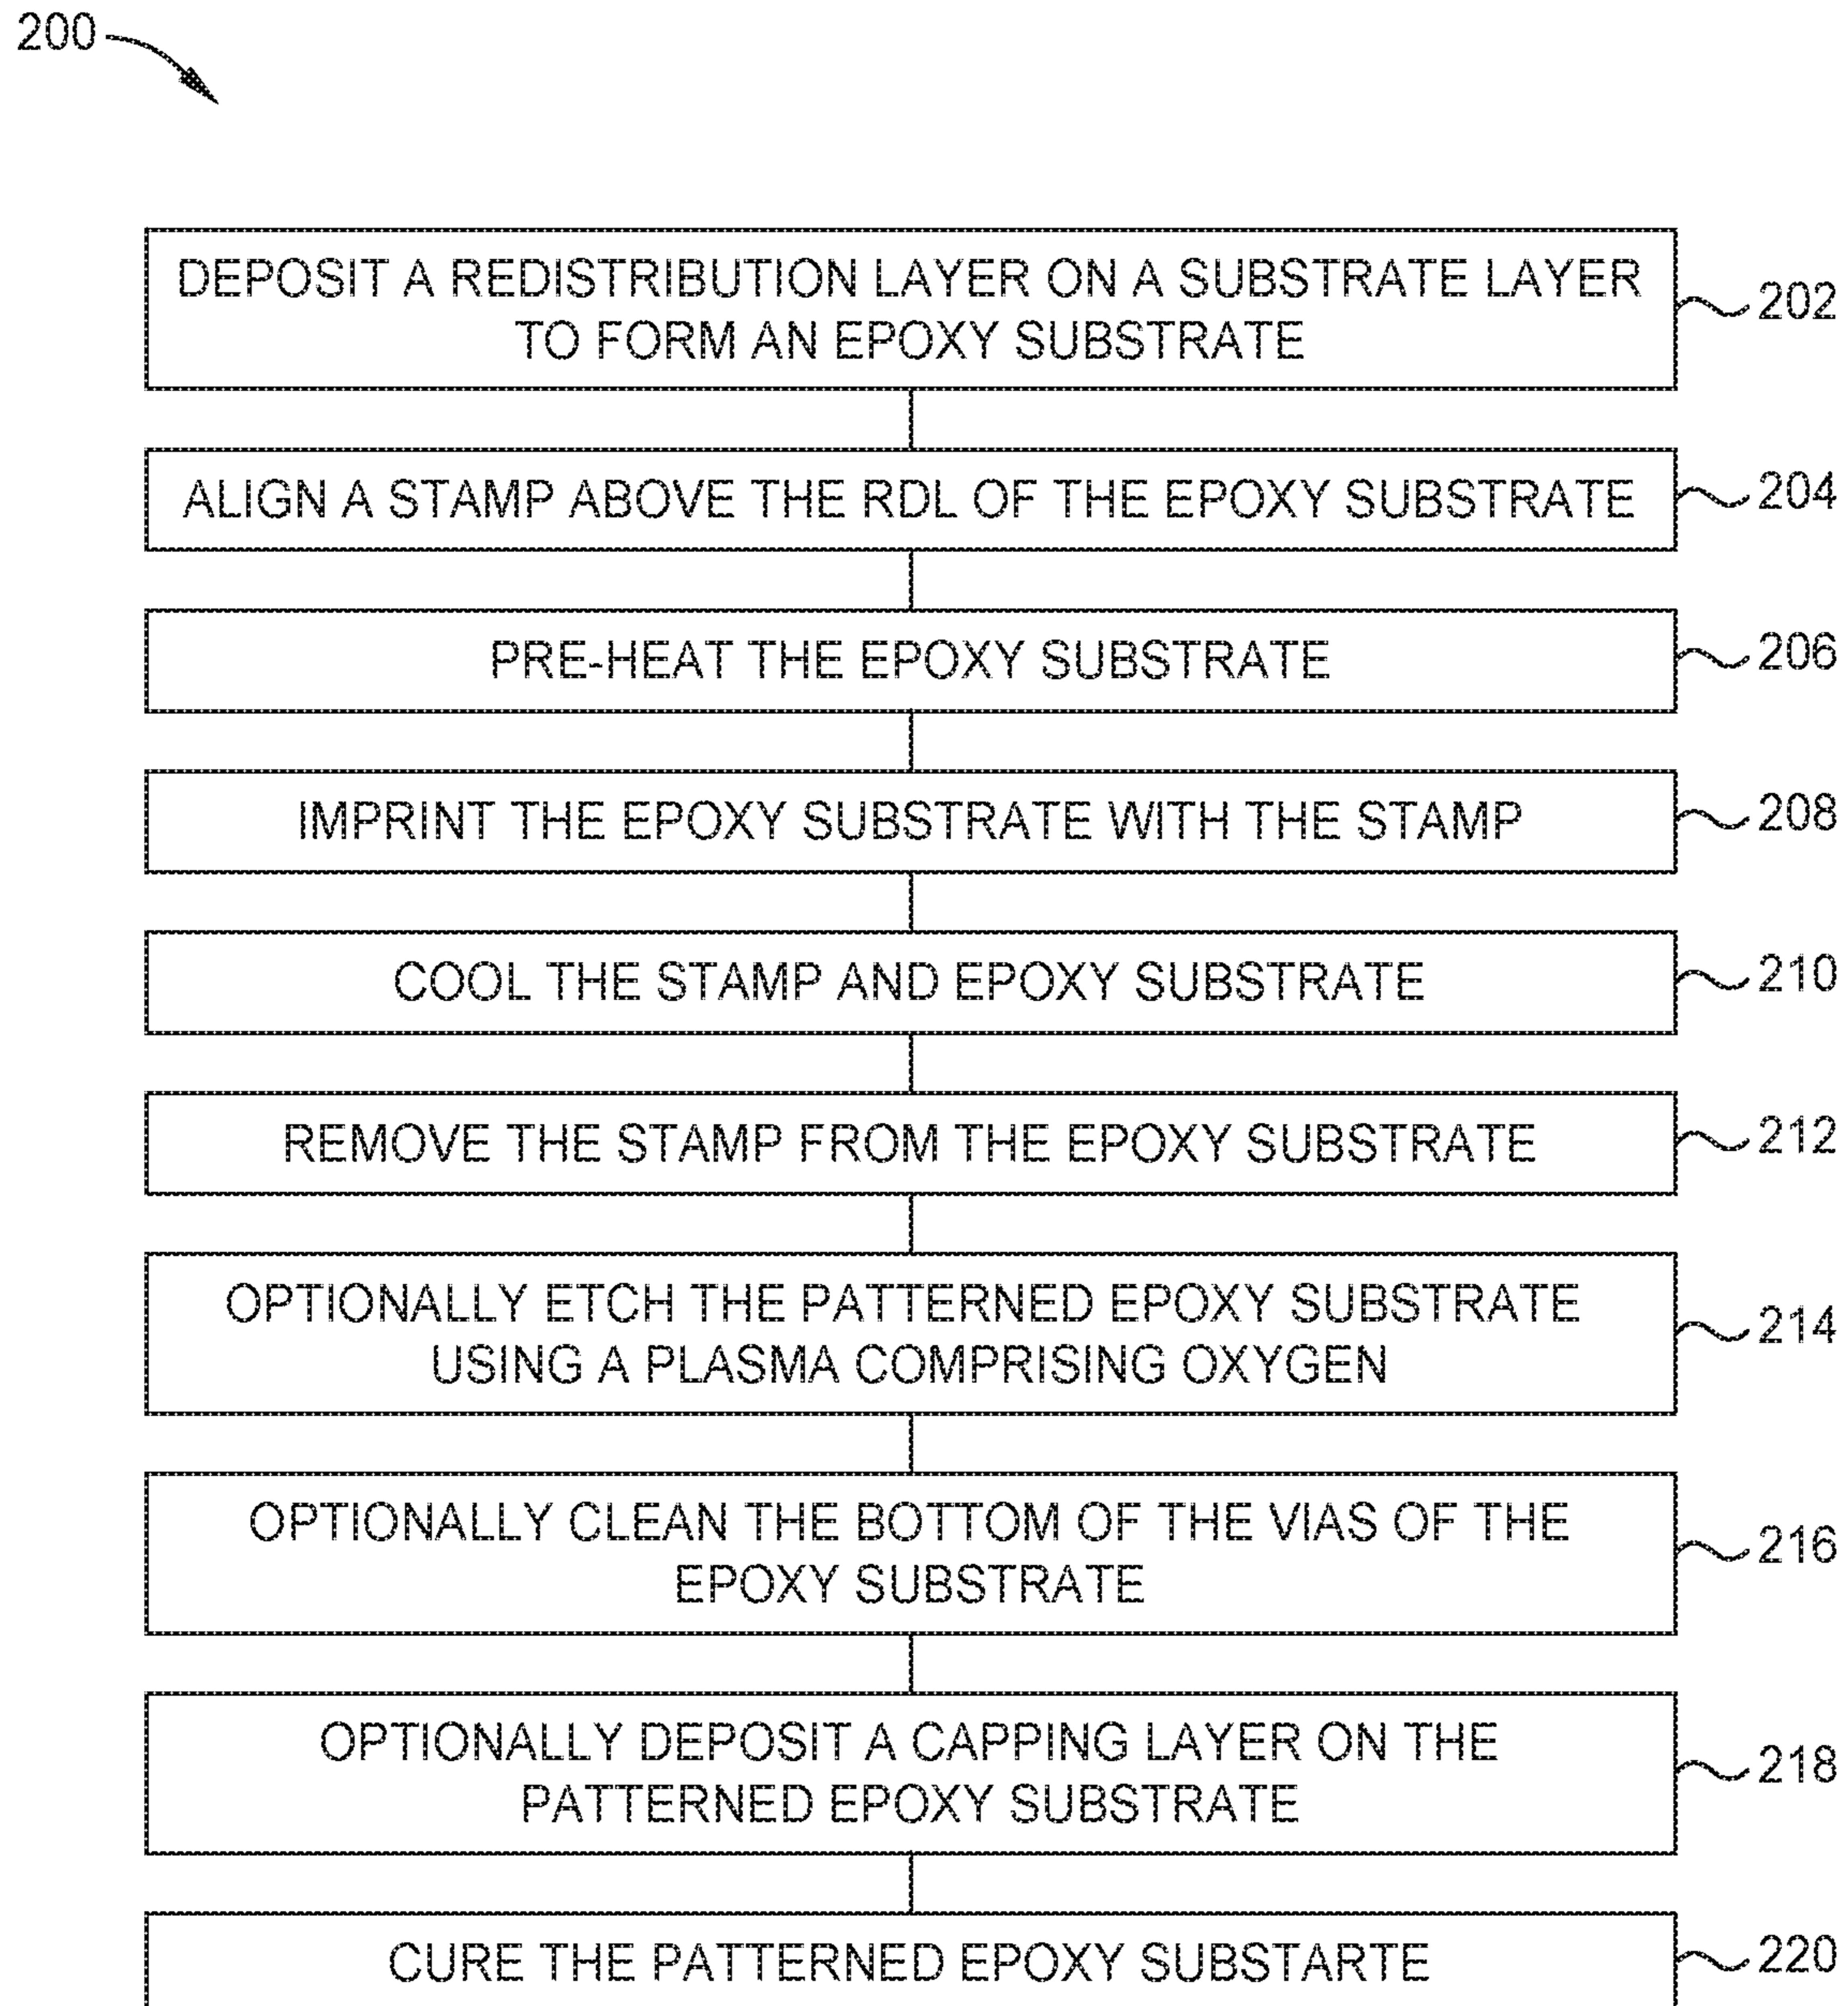 200
DEPOSIT A REDISTRIBUTION LAYER ON A SUBSTRATE LAYER
TO FORM AN EPOXY SUBSTRATE
202
ALIGN A STAMP ABOVE THE RDL OF THE EPOXY SUBSTRATE
204
PRE-HEAT THE EPOXY SUBSTRATE
206
IMPRINT THE EPOXY SUBSTRATE WITH THE STAMP
208
COOL THE STAMP AND EPOXY SUBSTRATE
210
REMOVE THE STAMP FROM THE EPOXY SUBSTRATE
212
OPTIONALLY ETCH THE PATTERNED EPOXY SUBSTRATE
USING A PLASMA COMPRISING OXYGEN
214
OPTIONALLY CLEAN THE BOTTOM OF THE VIAS OF THE
EPOXY SUBSTRATE
216
OPTIONALLY DEPOSIT A CAPPING LAYER ON THE
PATTERNED EPOXY SUBSTRATE
218
CURE THE PATTERNED EPOXY SUBSTARTE
220